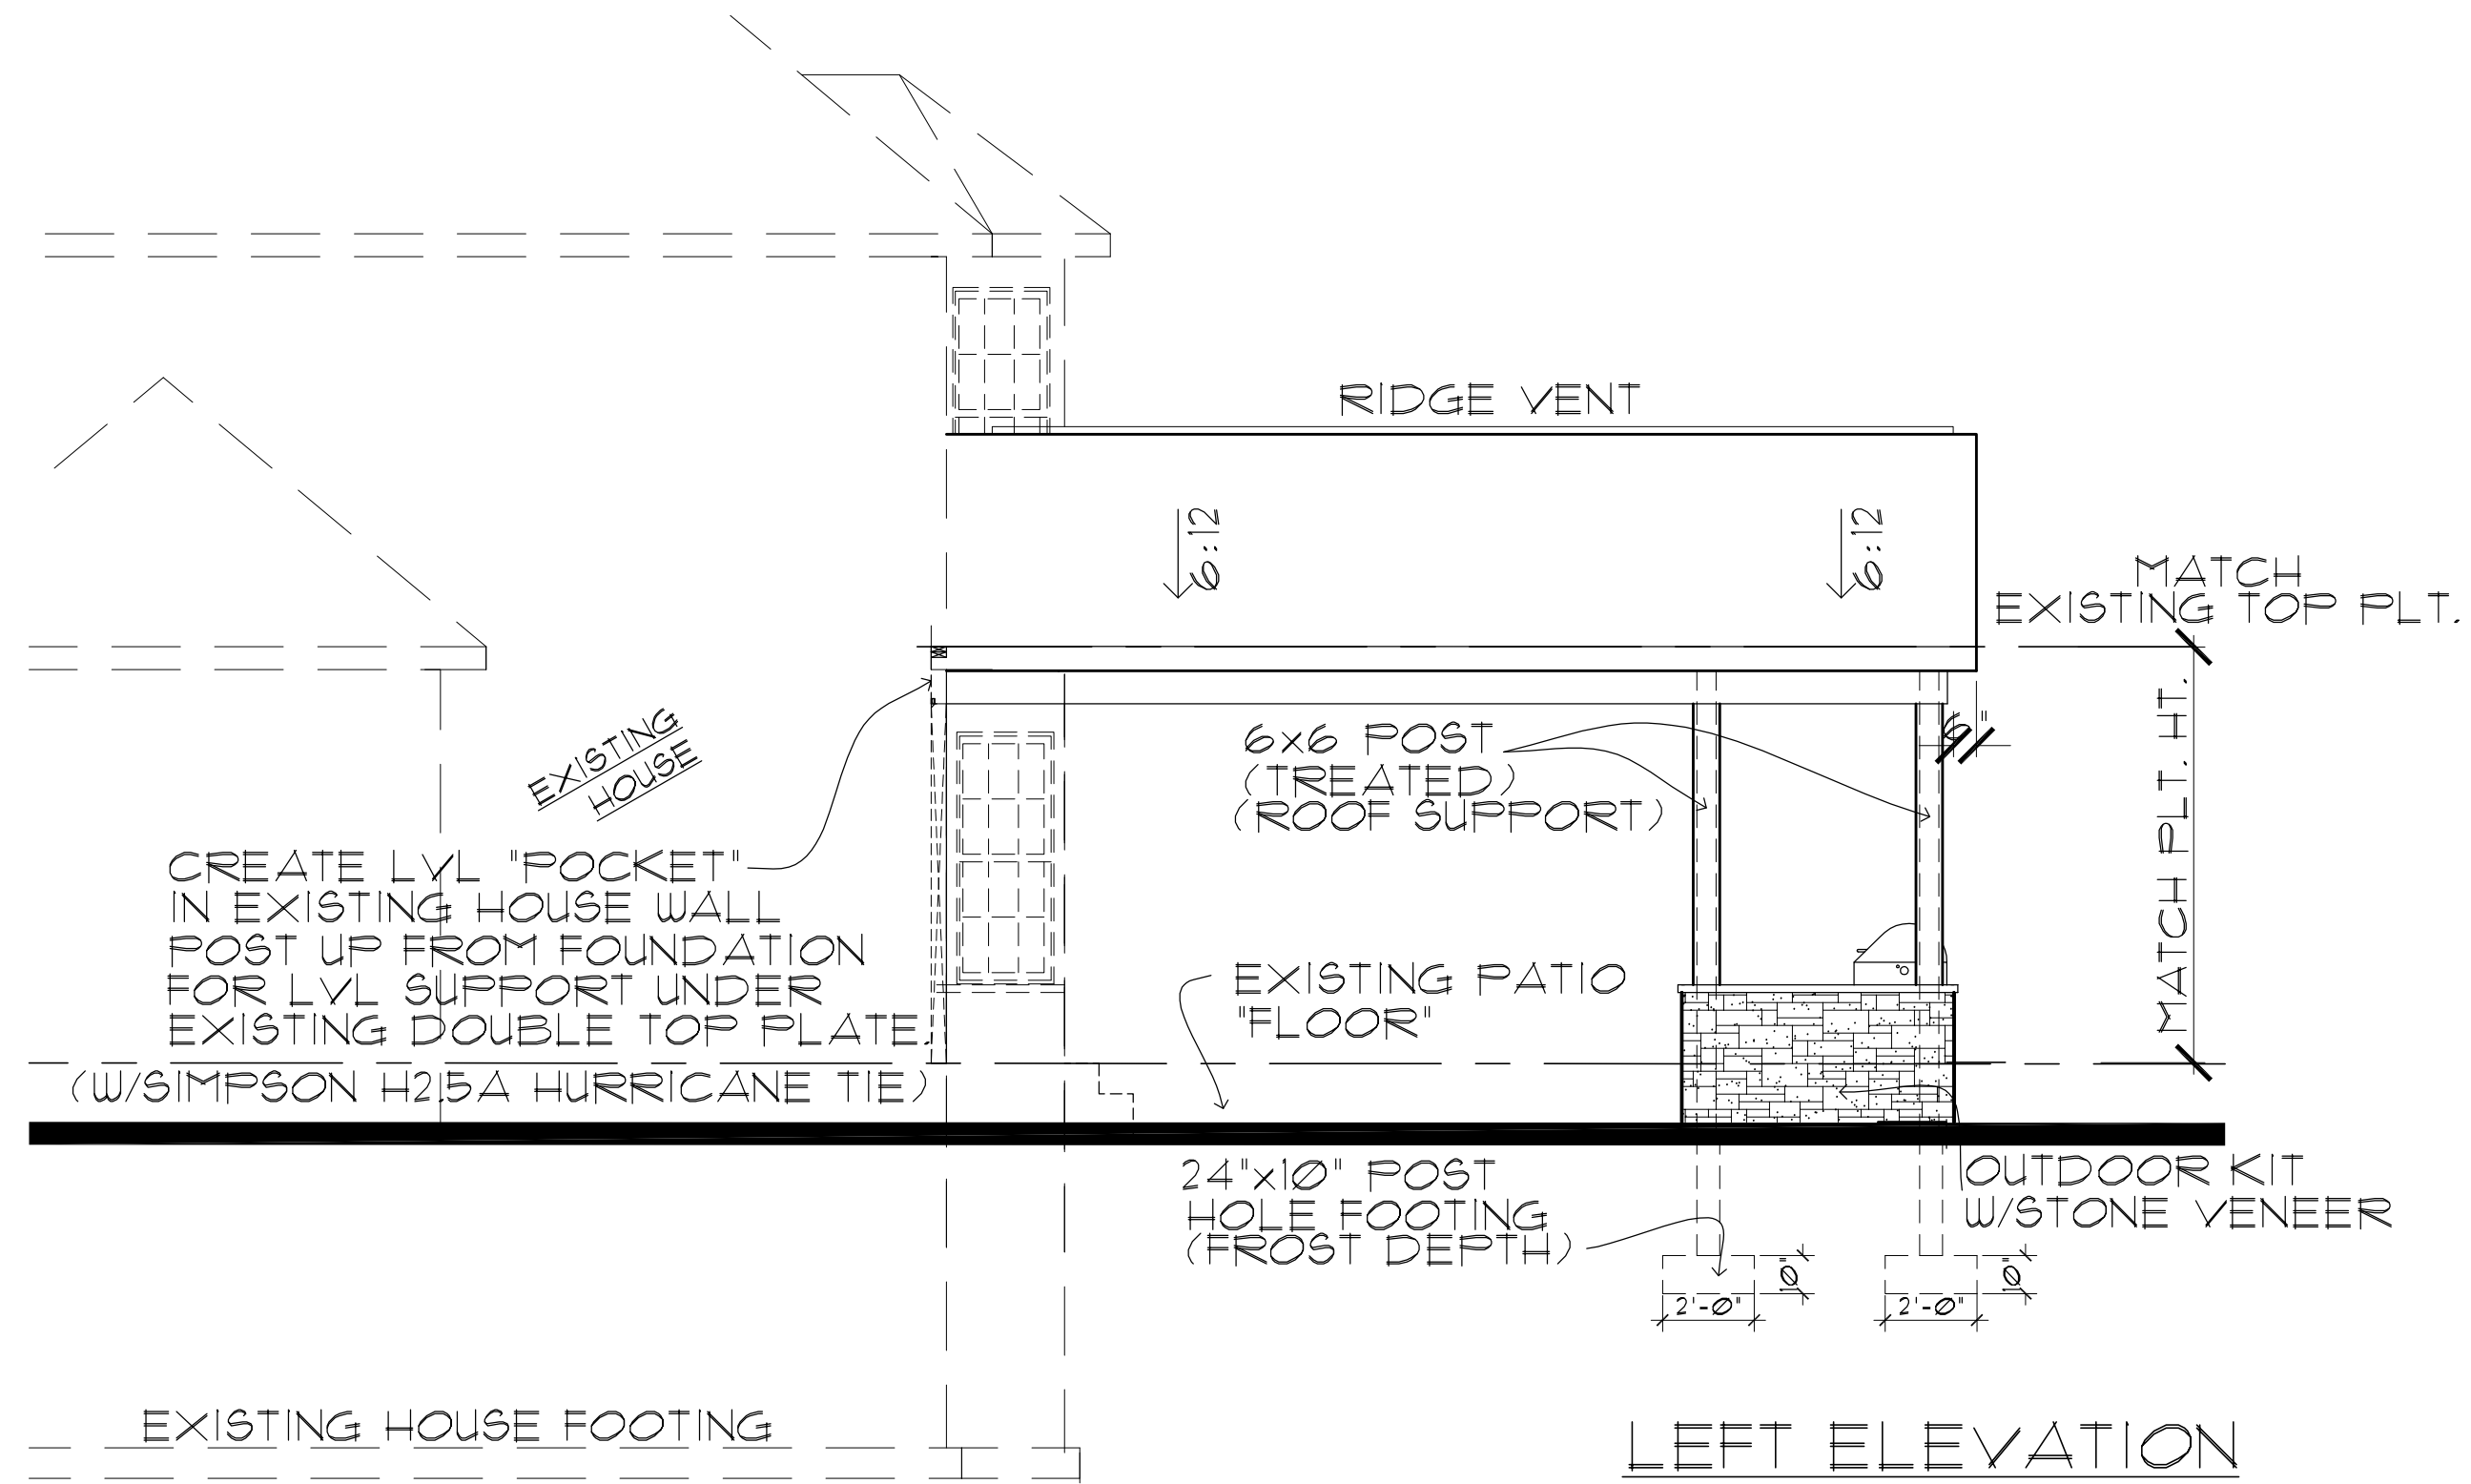 RIDGE VENT
6:12
6:12
MATCH
EXISTING TOP PLT.
MATCH PLT. HT.
6"
EXISTING
HOUSE
6x6 POST
(TREATED)
(ROOF SUPPORT)
CREATE LVL "POCKET"
IN EXISTING HOUSE WALL
POST UP FROM FOUNDATION
FOR LVL SUPPORT UNDER
EXISTING DOUBLE TOP PLATE.
(W/SIMPSON H2.5A HURRICANE TIE)
EXISTING PATIO
"FLOOR"
24"x10" POST
HOLE FOOTING
(FROST DEPTH)
OUTDOOR KIT
W/STONE VENEER
10"
2'-0"
10"
2'-0"
EXISTING HOUSE FOOTING
LEFT ELEVATION